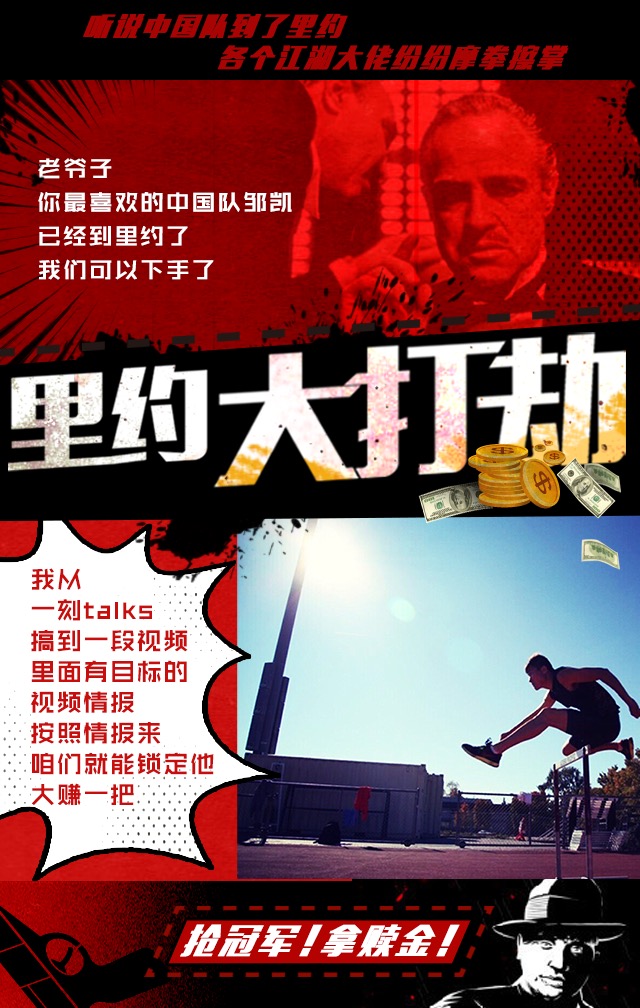 听说中国队到了里约
各个江湖大佬纷纷摩拳擦掌
老爷子
你最喜欢的中国队邹凯
已经到里约了
我们可以下手了
里约大打劫
我从
一刻talks
搞到一段视频
里面有目标的
视频情报
按照情报来
咱们就能锁定他
大赚一把
抢冠军！拿赎金！